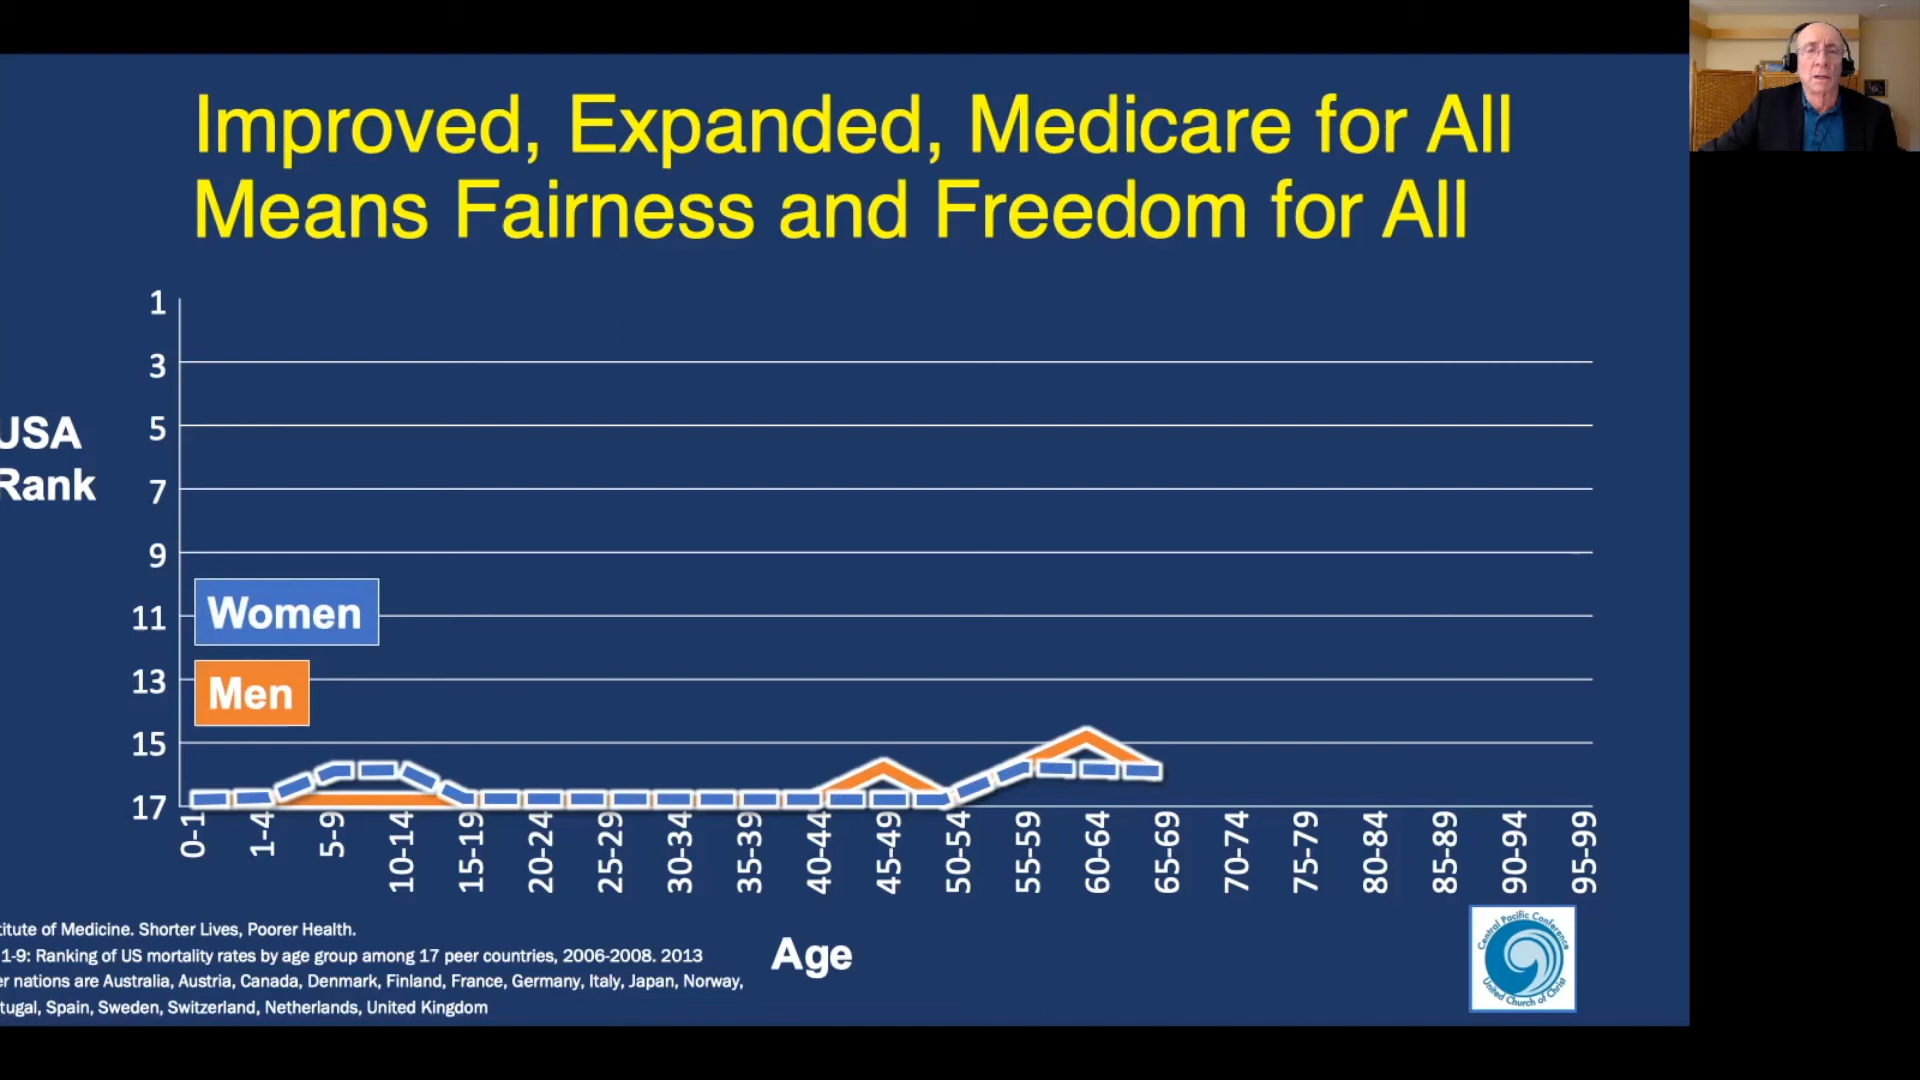 Improved, Expanded, Medicare for All
Means Fairness and Freedom for All
USA
Rank
1
3
5
7
9
11
13
15
17
Women
Men
0-1
1-4
5-9
10-14
15-19
20-24
25-29
30-34
35-39
40-44
45-49
50-54
55-59
60-64
65-69
70-74
75-79
80-84
85-89
90-94
95-99
Age
titute of Medicine. Shorter Lives, Poorer Health.
1-9: Ranking of US mortality rates by age group among 17 peer countries, 2006-2008. 2013
er nations are Australia, Austria, Canada, Denmark, Finland, France, Germany, Italy, Japan, Norway,
tugal, Spain, Sweden, Switzerland, Netherlands, United Kingdom
Central Pacific Conference
United Church of Christ